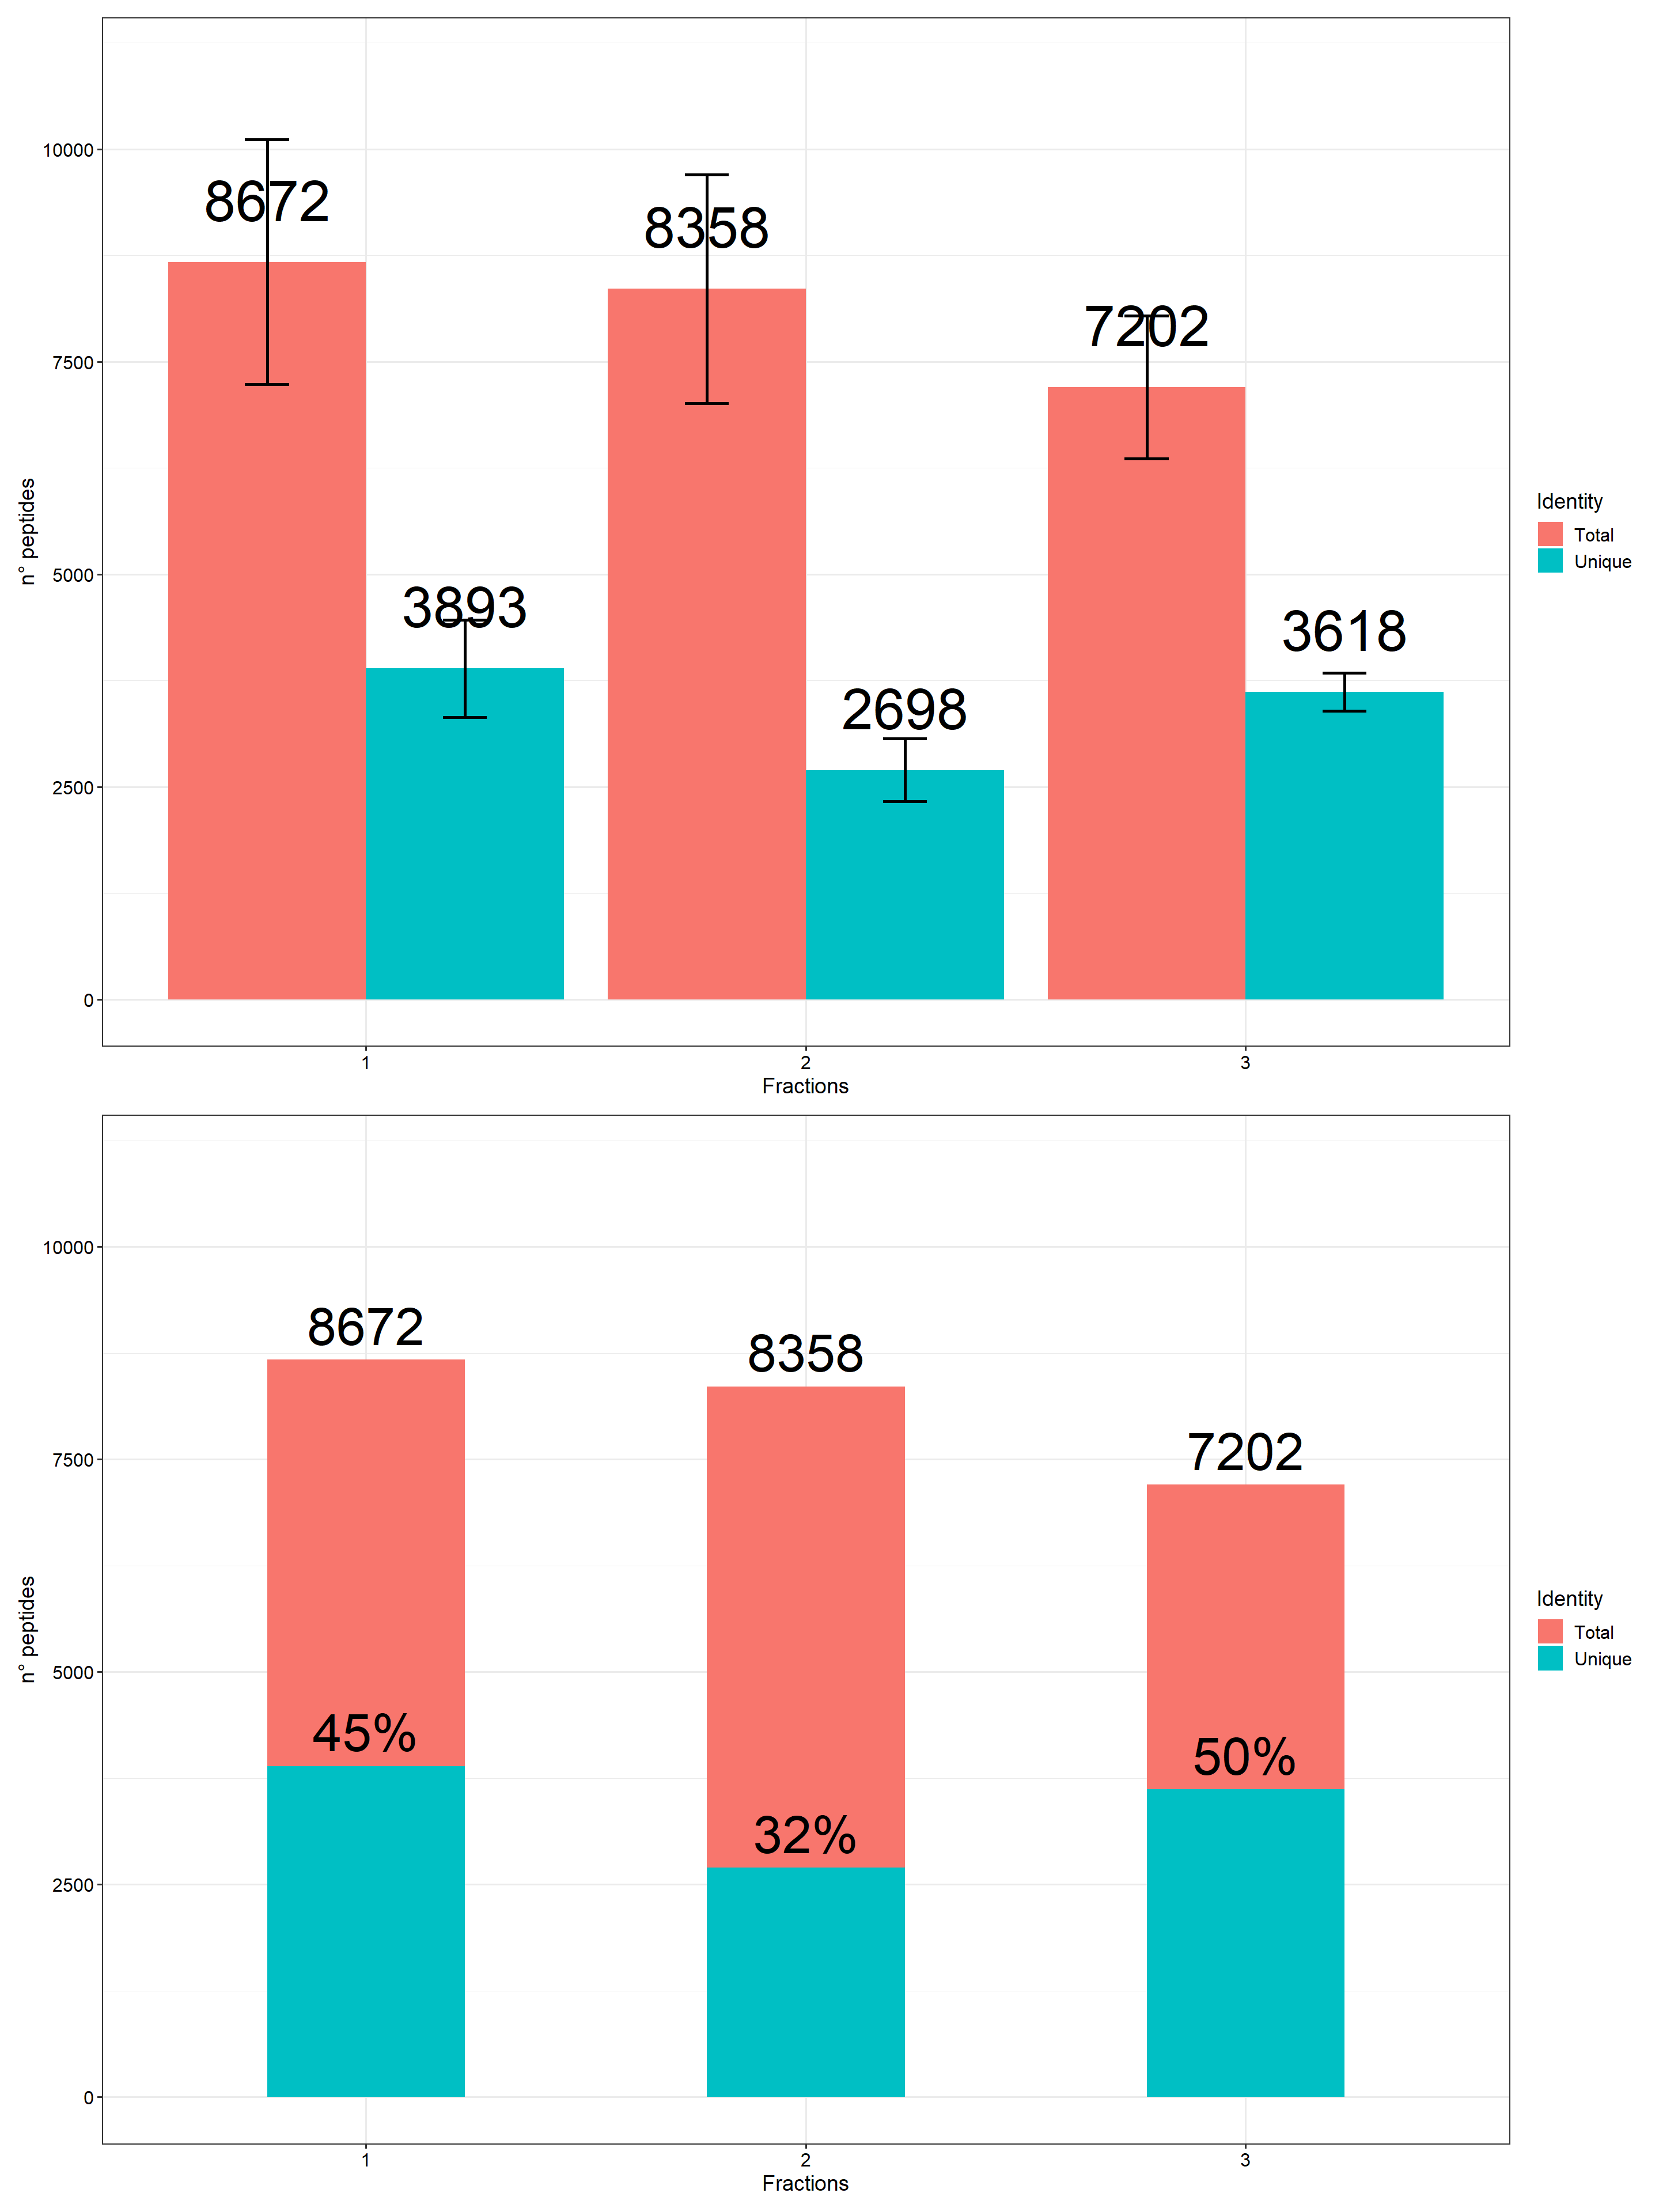 10000
7500
5000
2500
0
n° peptides
8672
3893
8358
2698
7202
3618
1
2
3
Fractions
Identity
Total
Unique
10000
7500
5000
2500
0
n° peptides
8672
45%
8358
32%
7202
50%
1
2
3
Fractions
Identity
Total
Unique